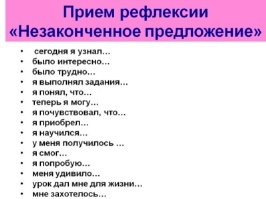 Прием рефлексии
«Незаконченное предложение»
• сегодня я узнал…
• было интересно…
• было трудно…
• я выполнял задания…
• я понял, что…
• теперь я могу…
• я почувствовал, что…
• я приобрел…
• я научился…
• у меня получилось …
• я смог…
• я попробую…
• меня удивило…
• урок дал мне для жизни…
• мне захотелось…